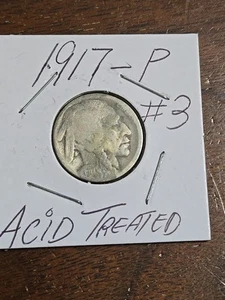 1917-P
#3
ACID TREATED